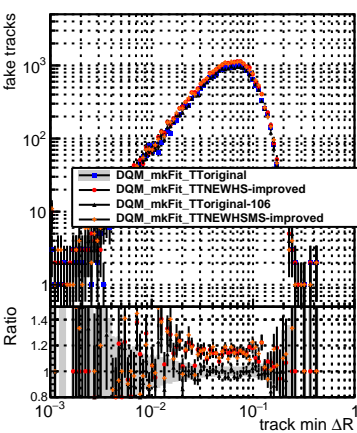 fake tracks
10³
10²
DQM_mkFit_TToriginal
DQM_mkFit_TTNEWHS-improved
DQM_mkFit_TToriginal-106
DQM_mkFit_TTNEWHSMS-improved
10
1
Ratio
1.4
1.2
1
0.8
10⁻³ 10⁻² 10⁻¹ 1
track min ΔR